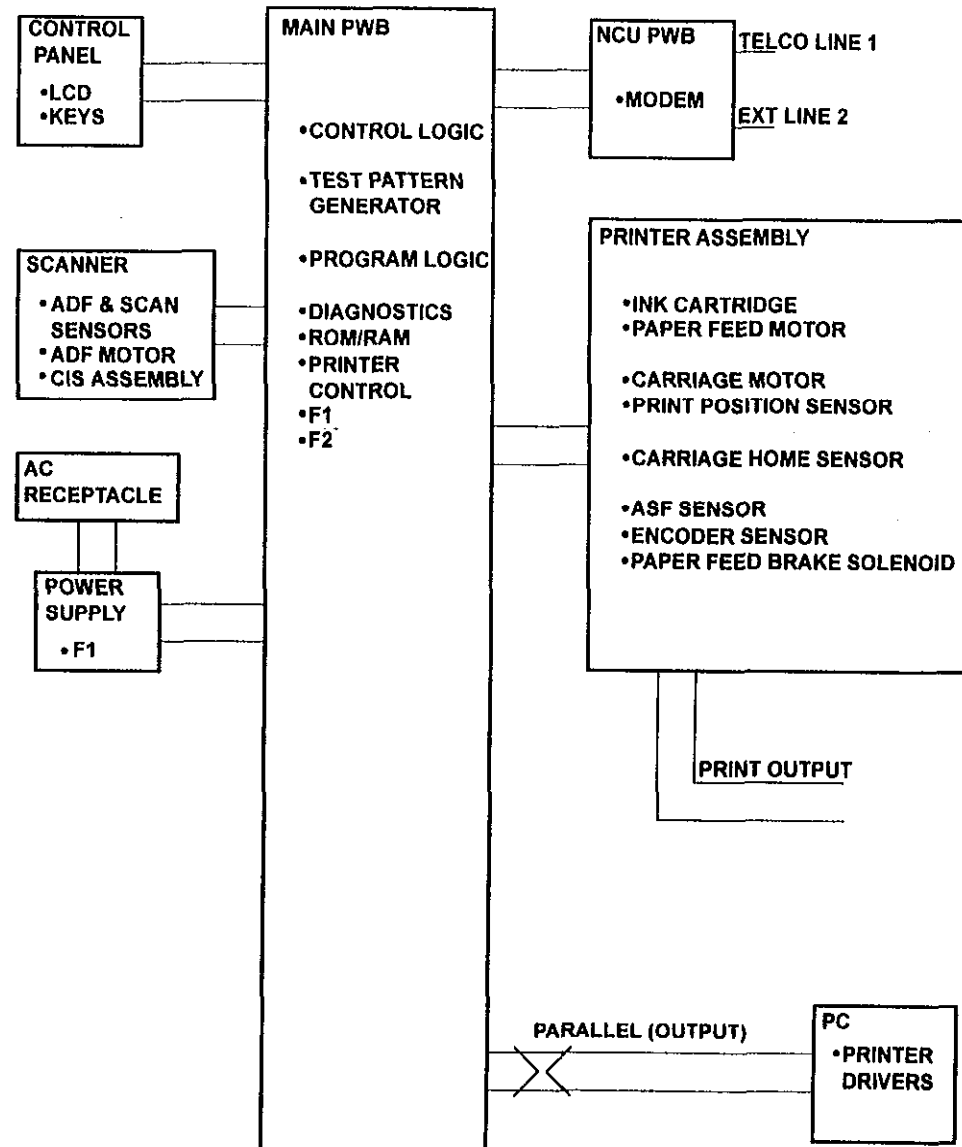 CONTROL
PANEL
•LCD
•KEYS
MAIN PWB
•CONTROL LOGIC
•TEST PATTERN
GENERATOR
•PROGRAM LOGIC
•DIAGNOSTICS
•ROM/RAM
•PRINTER
CONTROL
•F1
•F2
NCU PWB
•MODEM
TELCO LINE 1
EXT LINE 2
SCANNER
•ADF & SCAN
SENSORS
•ADF MOTOR
•CIS ASSEMBLY
AC
RECEPTACLE
POWER
SUPPLY
•F1
PRINTER ASSEMBLY
•INK CARTRIDGE
•PAPER FEED MOTOR
•CARRIAGE MOTOR
•PRINT POSITION SENSOR
•CARRIAGE HOME SENSOR
•ASF SENSOR
•ENCODER SENSOR
•PAPER FEED BRAKE SOLENOID
PRINT OUTPUT
PARALLEL (OUTPUT)
PC
•PRINTER
DRIVERS